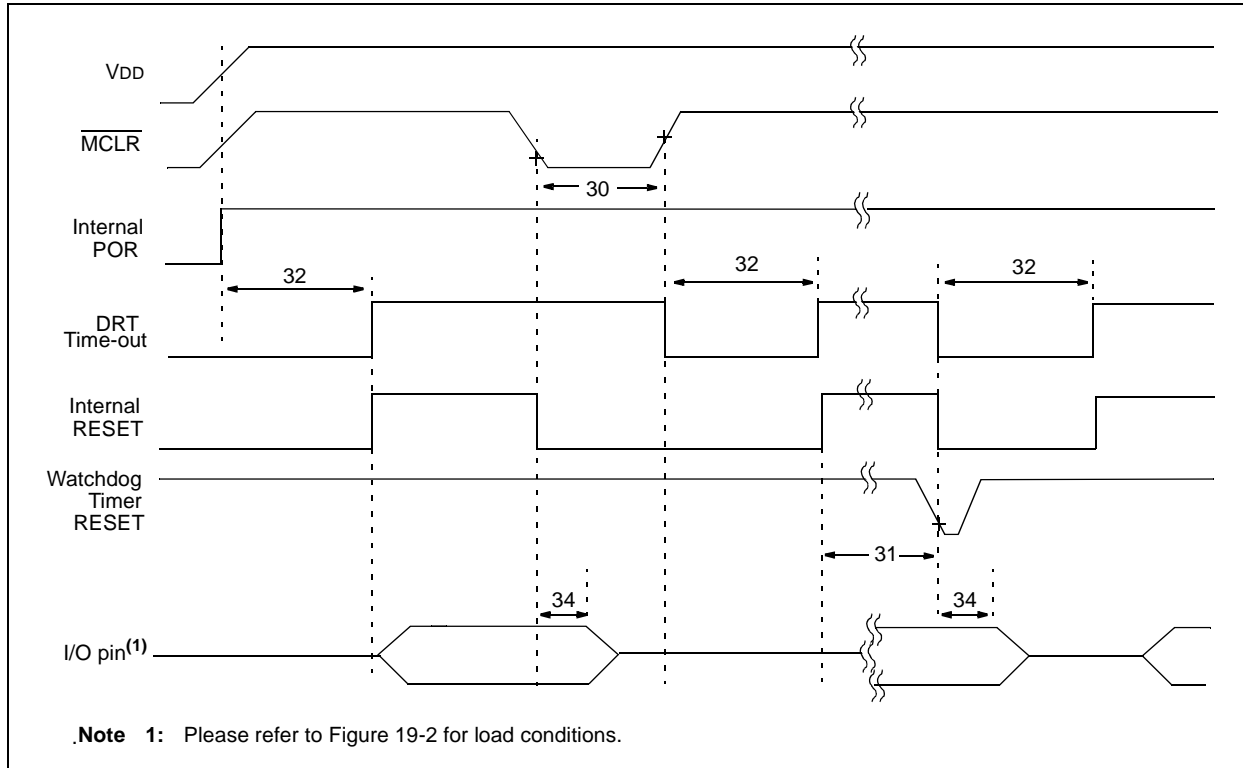 VDD
MCLR
30
Internal
POR
32
32
32
DRT
Time-out
Internal
RESET
Watchdog
Timer
RESET
31
34
34
I/O pin(1)
.Note 1: Please refer to Figure 19-2 for load conditions.